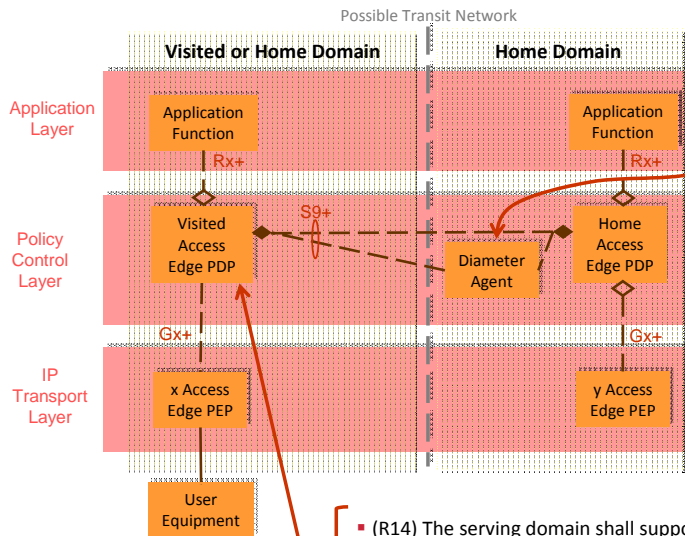 Possible Transit Network
Visited or Home Domain
Home Domain
Application
Layer
Application
Function
Application
Function
Rx+
Rx+
S9+
Policy
Control
Layer
Visited
Access
Edge PDP
Diameter
Agent
Home
Access
Edge PDP
Gx+
Gx+
IP
Transport
Layer
x Access
Edge PEP
y Access
Edge PEP
User
Equipment
▪ (R14) The serving domain shall suppo